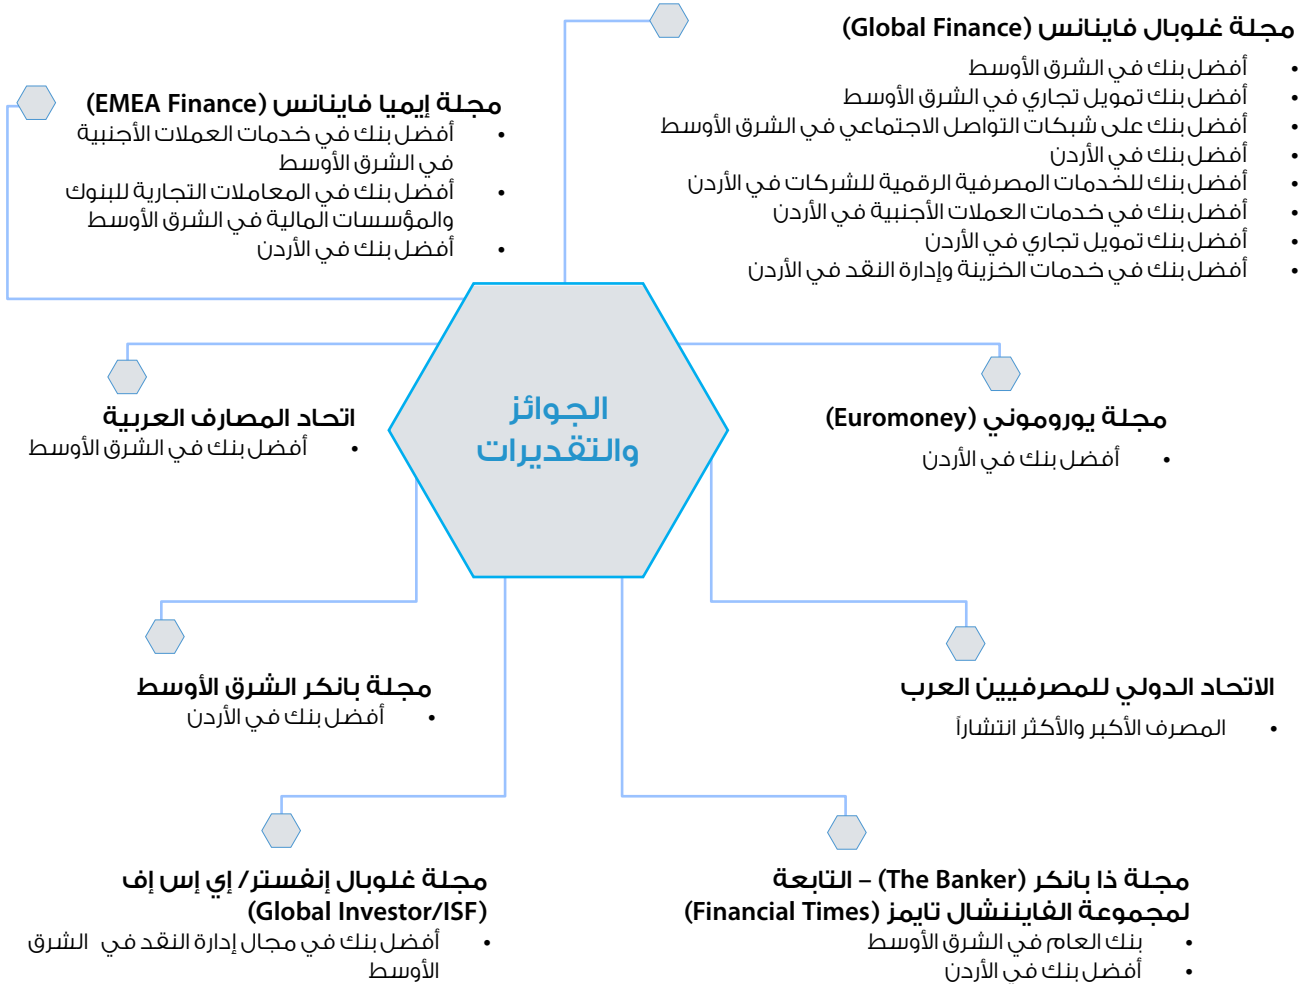 مجلة غلوبال فاينانس (Global Finance)
• أفضل بنك في الشرق الأوسط
• أفضل بنك تمويل تجاري في الشرق الأوسط
• أفضل بنك على شبكات التواصل الاجتماعي في الشرق الأوسط
• أفضل بنك في الأردن
• أفضل بنك للخدمات المصرفية الرقمية للشركات في الأردن
• أفضل بنك في خدمات العملات الأجنبية في الأردن
• أفضل بنك تمويل تجاري في الأردن
• أفضل بنك في خدمات الخزينة وإدارة النقد في الأردن
مجلة إيميا فاينانس (EMEA Finance)
• أفضل بنك في خدمات العملات الأجنبية
في الشرق الأوسط
• أفضل بنك في المعاملات التجارية للبنوك
والمؤسسات المالية في الشرق الأوسط
• أفضل بنك في الأردن
الجوائز
والتقديرات
مجلة يوروموني (Euromoney)
• أفضل بنك في الأردن
اتحاد المصارف العربية
• أفضل بنك في الشرق الأوسط
الاتحاد الدولي للمصرفيين العرب
• المصرف الأكبر والأكثر انتشاراً
مجلة بانكر الشرق الأوسط
• أفضل بنك في الأردن
مجلة ذا بانكر (The Banker) – التابعة
لمجموعة الفايننشال تايمز (Financial Times)
• بنك العام في الشرق الأوسط
• أفضل بنك في الأردن
مجلة غلوبال إنفستر/ إي إس إف
(Global Investor/ISF)
• أفضل بنك في مجال إدارة النقد في الشرق
الأوسط